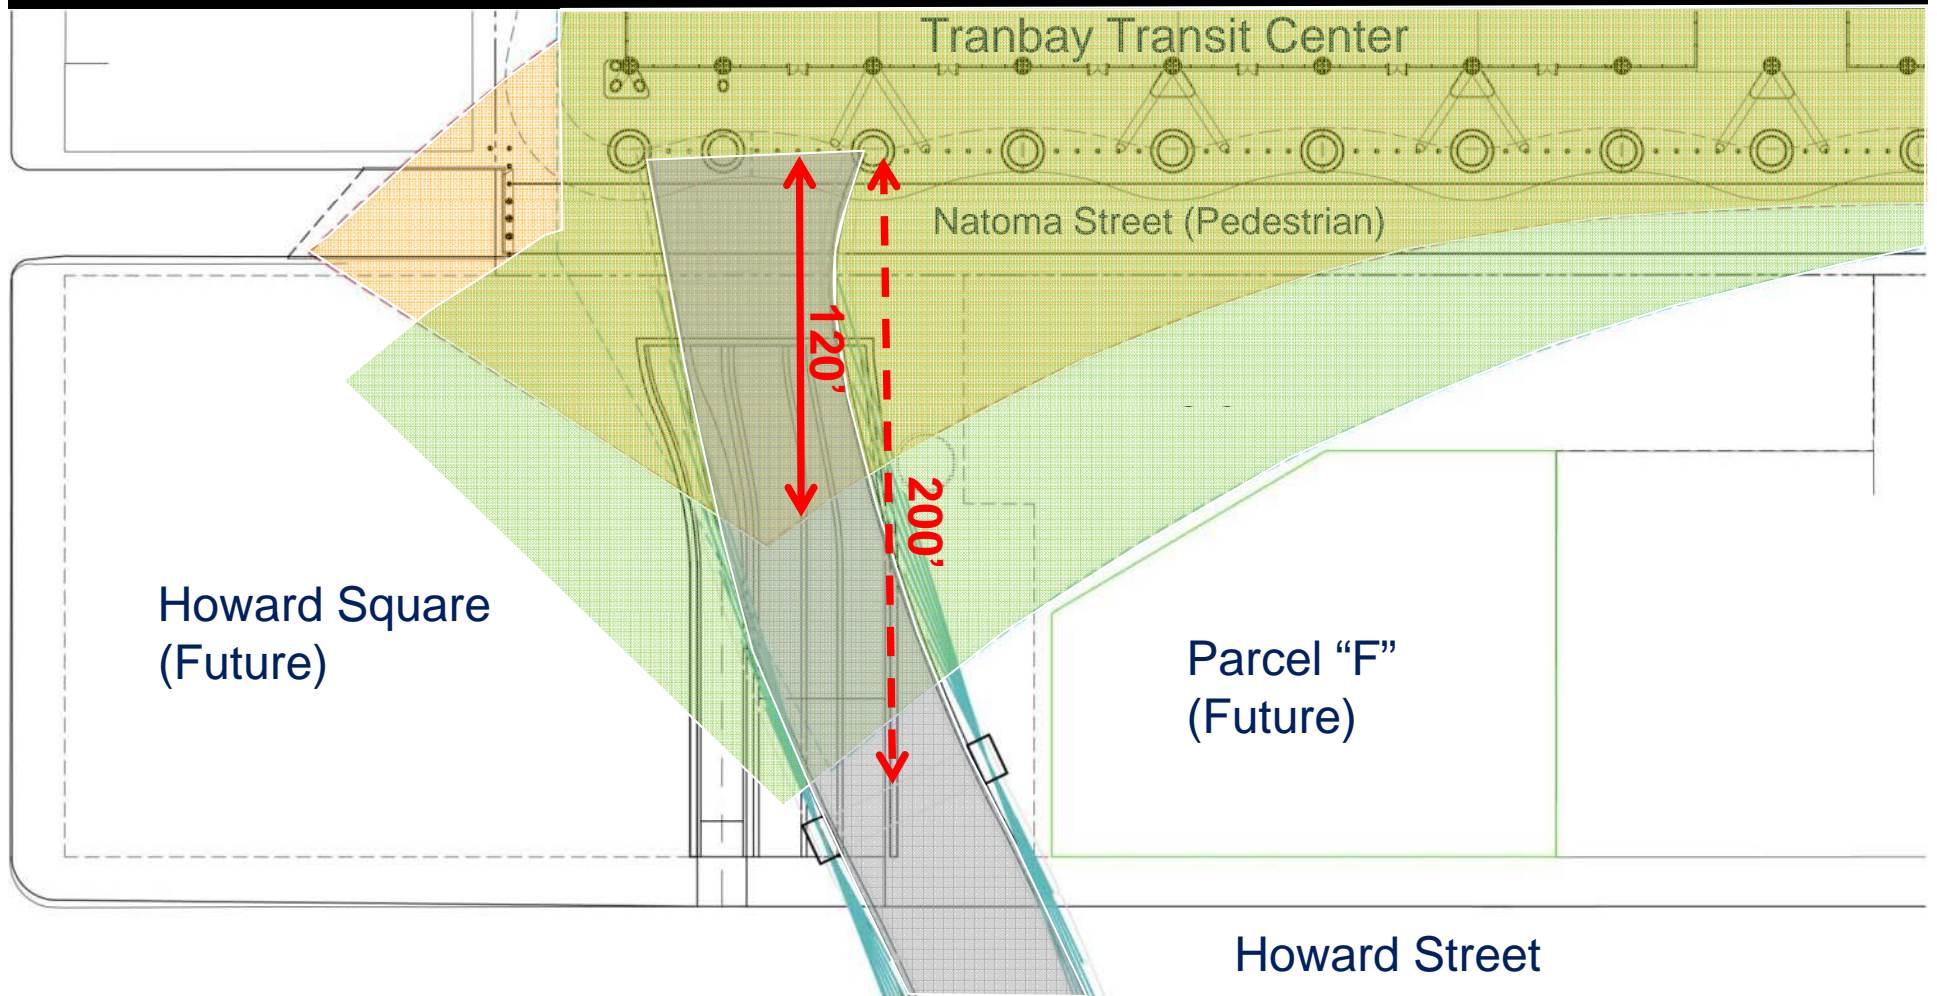 Tranbay Transit Center
Natoma Street (Pedestrian)
120’
200’
Howard Square
(Future)
Parcel “F”
(Future)
Howard Street